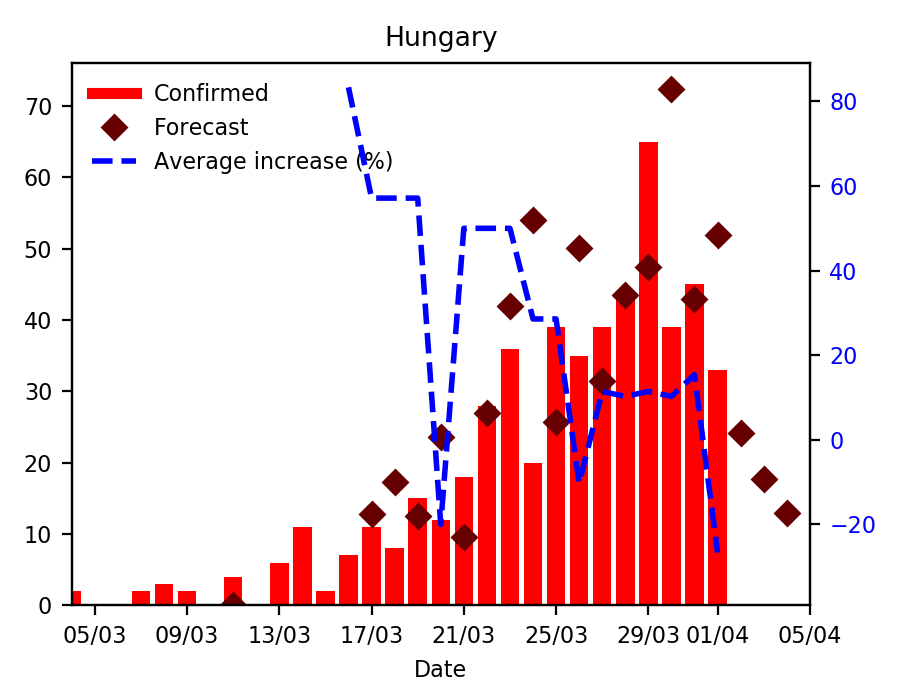 Hungary
Confirmed
Forecast
Average increase (%)
70
60
50
40
30
20
10
0
80
60
40
20
0
−20
05/03 09/03 13/03 17/03 21/03 25/03 29/03 01/04 05/04
Date